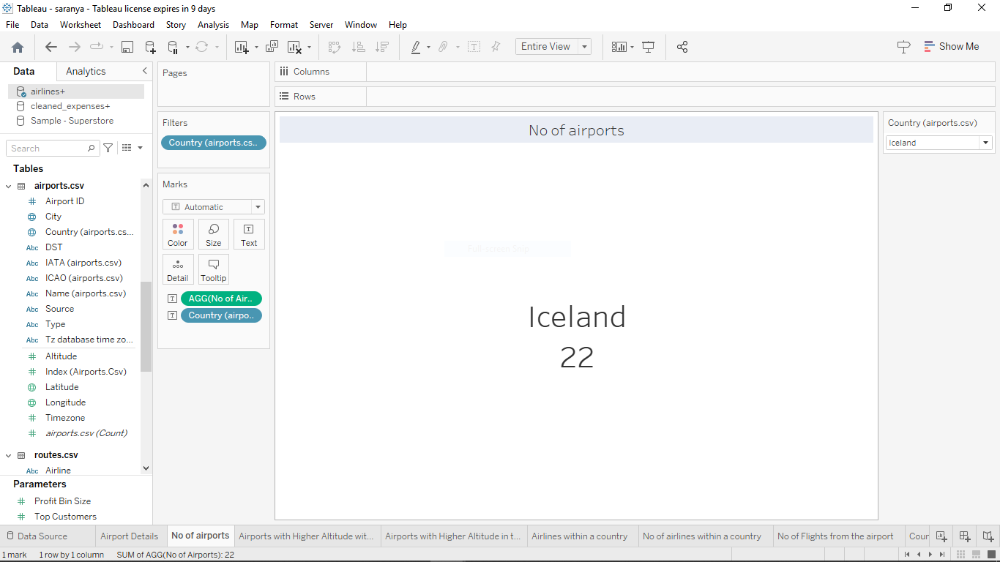 Tableau - saranya - Tableau license expires in 9 days
File Data Worksheet Dashboard Story Analysis Map Format Server Window Help
Entire View
Show Me
Data Analytics
airlines+
cleaned_expenses+
Sample - Superstore
Search
Tables
airports.csv
Airport ID
City
Country (airports.cs...
DST
IATA (airports.csv)
ICAO (airports.csv)
Name (airports.csv)
Source
Type
Tz database time zo...
Altitude
Index (Airports.Csv)
Latitude
Longitude
Timezone
airports.csv (Count)
routes.csv
Abc Airline
Parameters
Profit Bin Size
Top Customers
Pages
Filters
Country (airports.cs..
Marks
Automatic
Color Size Text
Detail Tooltip
AGG(No of Air..
Country (airpo..
Columns
Rows
No of airports
Full-screen Snip
Iceland
22
Country (airports.csv)
Iceland
Data Source Airport Details No of airports Airports with Higher Altitude wit... Airports with Higher Altitude in t... Airlines within a country No of airlines within a country No of Flights from the airport Cour
1 mark 1 row by 1 column SUM of AGG(No of Airports): 22